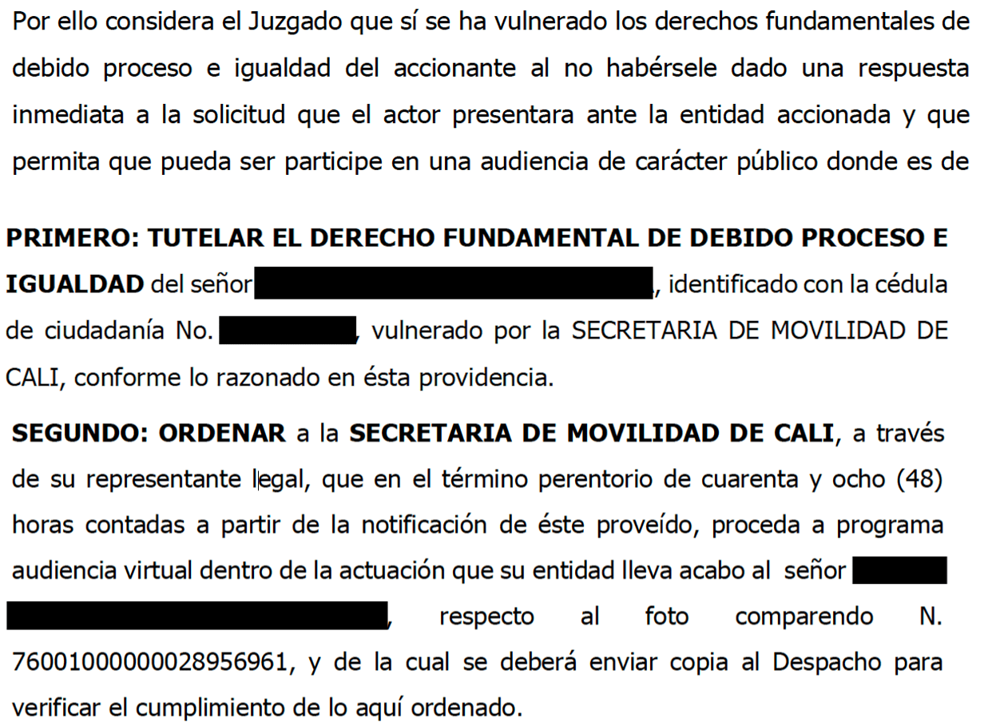 Por ello considera el Juzgado que sí se ha vulnerado los derechos fundamentales de
debido proceso e igualdad del accionante al no habérsele dado una respuesta
inmediata a la solicitud que el actor presentara ante la entidad accionada y que
permita que pueda ser participe en una audiencia de carácter público donde es de
PRIMERO: TUTELAR EL DERECHO FUNDAMENTAL DE DEBIDO PROCESO E
IGUALDAD del señor , identificado con la cédula
de ciudadanía No. , vulnerado por la SECRETARIA DE MOVILIDAD DE
CALI, conforme lo razonado en ésta providencia.
SEGUNDO: ORDENAR a la SECRETARIA DE MOVILIDAD DE CALI, a través
de su representante legal, que en el término perentorio de cuarenta y ocho (48)
horas contadas a partir de la notificación de éste proveído, proceda a programa
audiencia virtual dentro de la actuación que su entidad lleva acabo al señor
, respecto al foto comparendo N.
76001000000028956961, y de la cual se deberá enviar copia al Despacho para
verificar el cumplimiento de lo aquí ordenado.